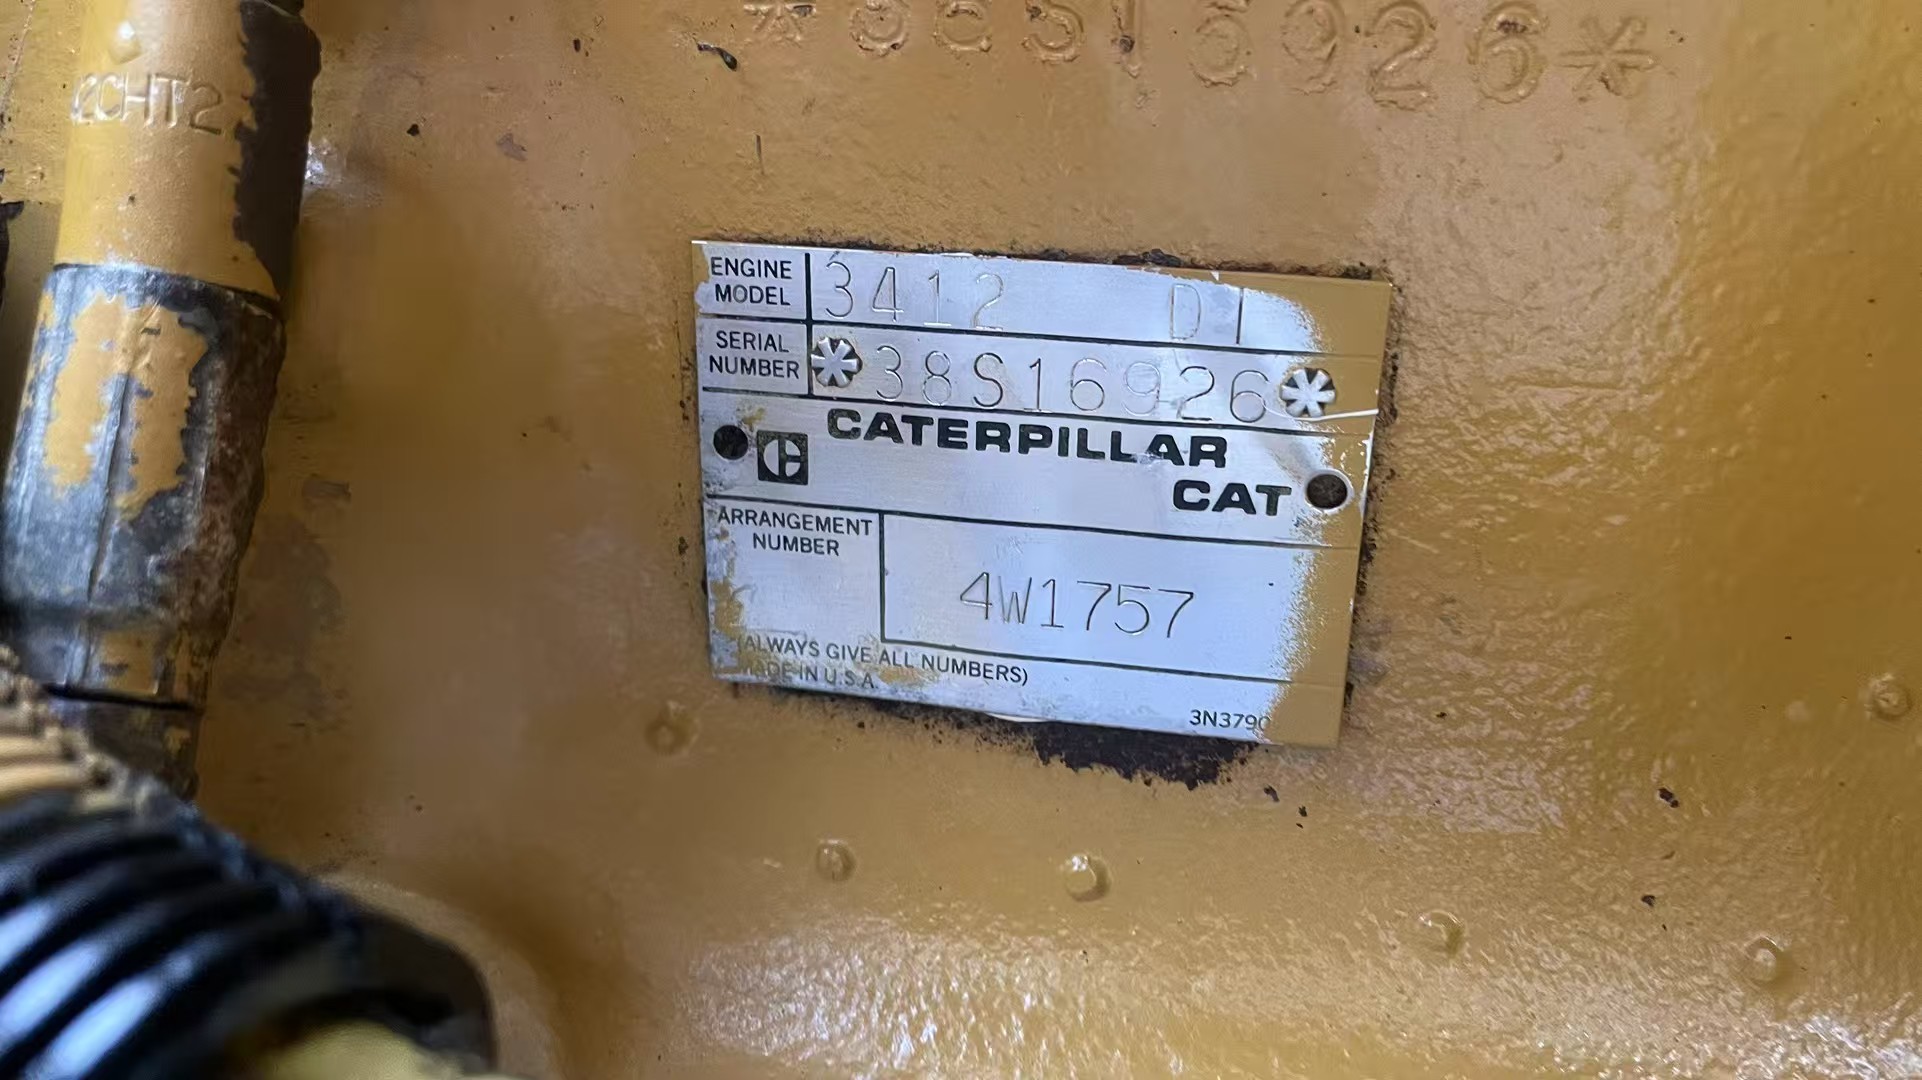 *38S16926*
2CHT2
ENGINE MODEL 3412 DI
SERIAL NUMBER *38S16926*
CATERPILLAR
CAT
ARRANGEMENT NUMBER 4W1757
(ALWAYS GIVE ALL NUMBERS)
MADE IN U.S.A.
3N3790